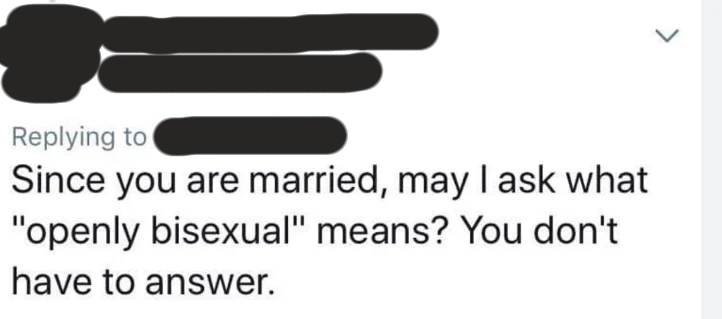 Replying to
Since you are married, may I ask what
"openly bisexual" means? You don't
have to answer.